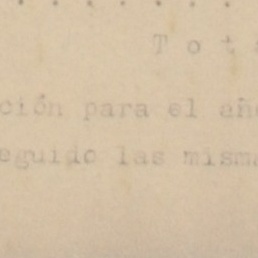 . . . . . . . .
T o t
ción para el añ
eguido las mism